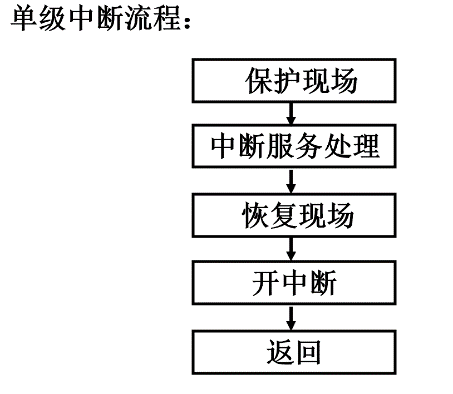 单级中断流程：
保护现场
中断服务处理
恢复现场
开中断
返回